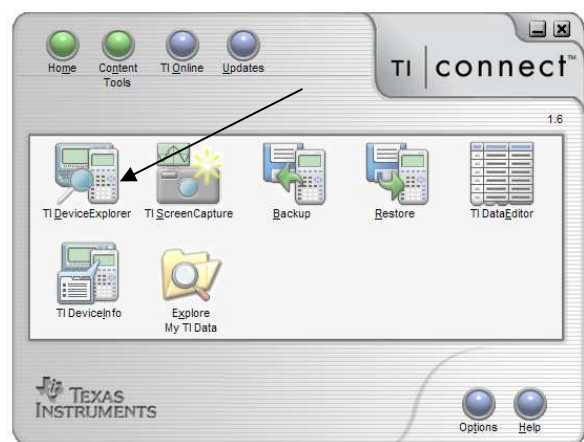 Home
Content
Tools
TI Online
Updates
TI connect™
1.6
TI DeviceExplorer
TI ScreenCapture
Backup
Restore
TI DataEditor
TI DeviceInfo
Explore
My TI Data
TEXAS
INSTRUMENTS
Options
Help